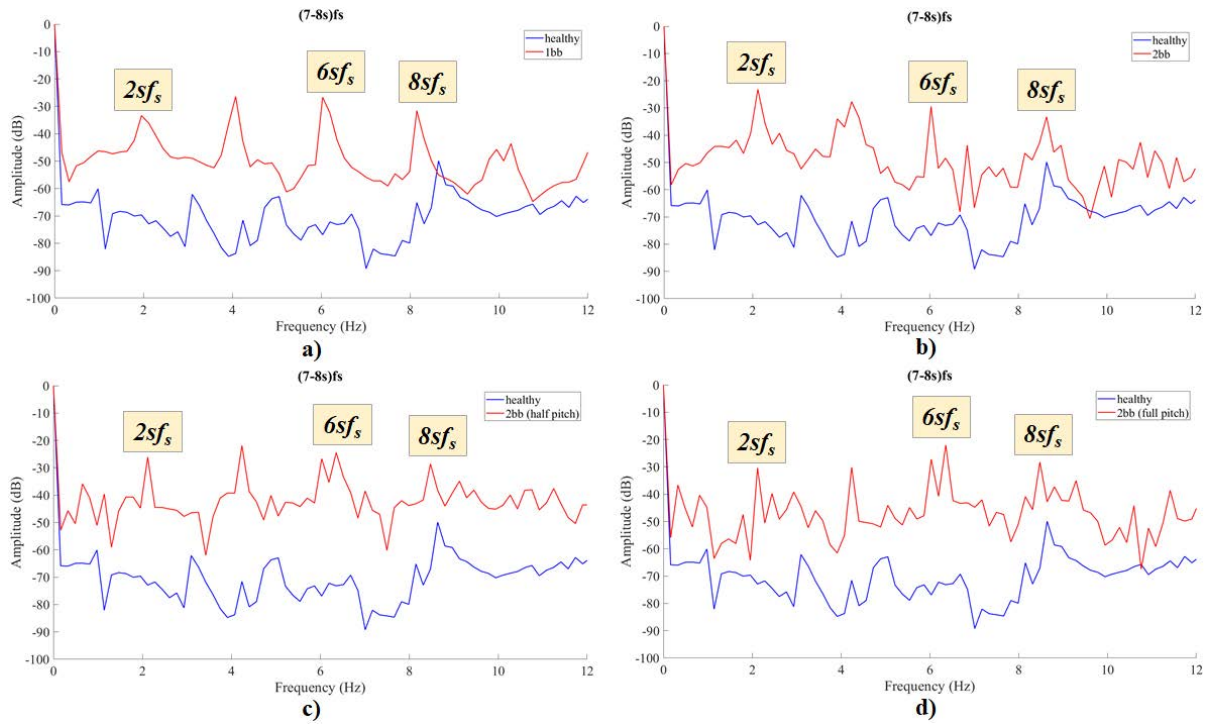 (7-8s)fs
0
-10
-20
-30
-40
-50
-60
-70
-80
-90
-100
Amplitude (dB)
healthy
1bb
2sfs
6sfs
8sfs
0 2 4 6 8 10 12
Frequency (Hz)
a)
(7-8s)fs
0
-10
-20
-30
-40
-50
-60
-70
-80
-90
-100
Amplitude (dB)
healthy
2bb
2sfs
6sfs
8sfs
0 2 4 6 8 10 12
Frequency (Hz)
b)
(7-8s)fs
0
-10
-20
-30
-40
-50
-60
-70
-80
-90
-100
Amplitude (dB)
healthy
2bb (half pitch)
2sfs
6sfs
8sfs
0 2 4 6 8 10 12
Frequency (Hz)
c)
(7-8s)fs
0
-10
-20
-30
-40
-50
-60
-70
-80
-90
-100
Amplitude (dB)
healthy
2bb (full pitch)
2sfs
6sfs
8sfs
0 2 4 6 8 10 12
Frequency (Hz)
d)